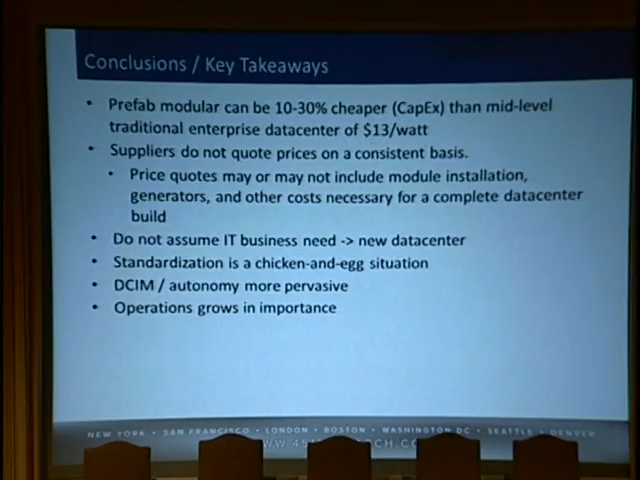 Conclusions / Key Takeaways
• Prefab modular can be 10-30% cheaper (CapEx) than mid-level
traditional enterprise datacenter of $13/watt
• Suppliers do not quote prices on a consistent basis.
• Price quotes may or may not include module installation,
generators, and other costs necessary for a complete datacenter
build
• Do not assume IT business need -> new datacenter
• Standardization is a chicken-and-egg situation
• DCIM / autonomy more pervasive
• Operations grows in importance
NEW YORK • SAN FRANCISCO • LONDON • BOSTON • WASHINGTON DC • SEATTLE • DENVER